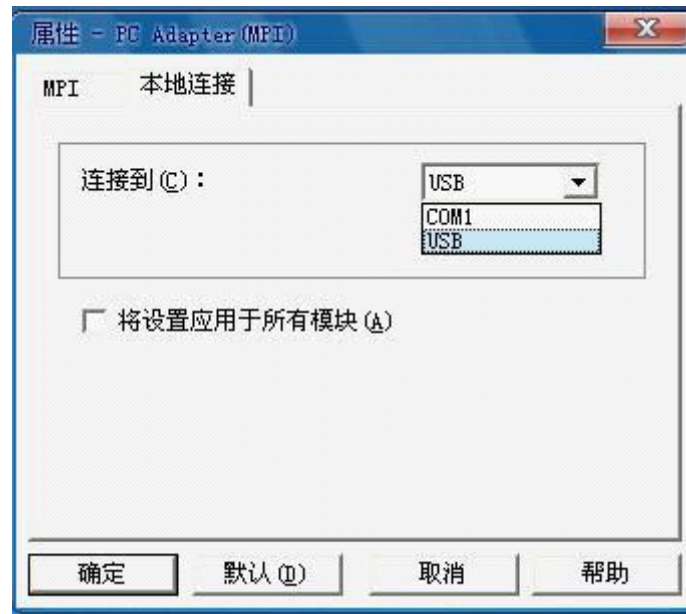 属性 - PC Adapter(MPI)
MPI 本地连接
连接到(C): USB
COM1
USB
将设置应用于所有模块(A)
确定 默认(D) 取消 帮助